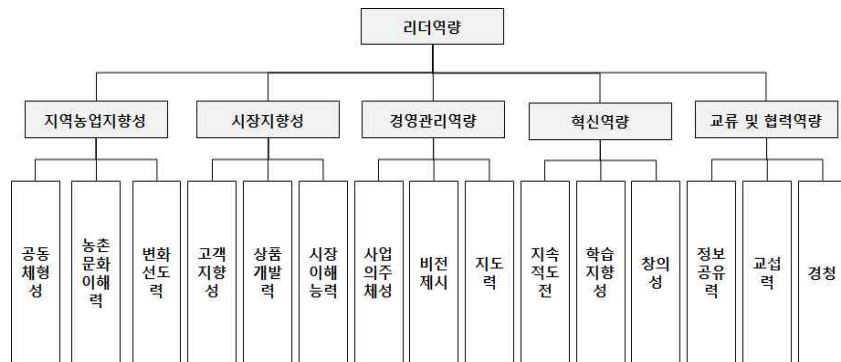 리더역량
지역농업지향성
시장지향성
경영관리역량
혁신역량
교류 및 협력역량
공동
체형
성
농촌
문화
이해
력
변화
선도
력
고객
지향
성
상품
개발
력
시장
이해
능력
사업
의주
체성
비전
제시
지도
력
지속
적도
전
학습
지향
성
창의
성
정보
공유
력
교섭
력
경청